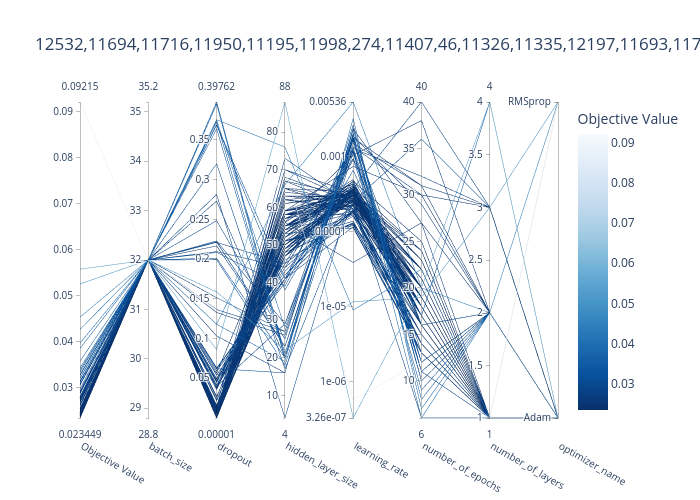 12532,11694,11716,11950,11195,11998,274,11407,46,11326,11335,12197,11693,117
0.09215 35.2 0.39762 88 0.00536 40 4
Objective Value
0.09 35 0.35 80 0.001 40 4 RMSprop 0.09
0.08 34 0.3 70 0.0001 35 3.5 Adam 0.08
0.07 33 0.25 60 1e-05 30 3 0.07
0.06 32 0.2 50 1e-06 25 2.5 0.06
0.05 31 0.15 40 3.26e-07 20 2 0.05
0.04 30 0.1 30 15 1.5 0.04
0.03 29 0.05 20 10 1 0.03
10
0.023449 28.8 0.00001 4 6 1
Objective Value
batch_size
dropout
hidden_layer_size
learning_rate
number_of_epochs
number_of_layers
optimizer_name